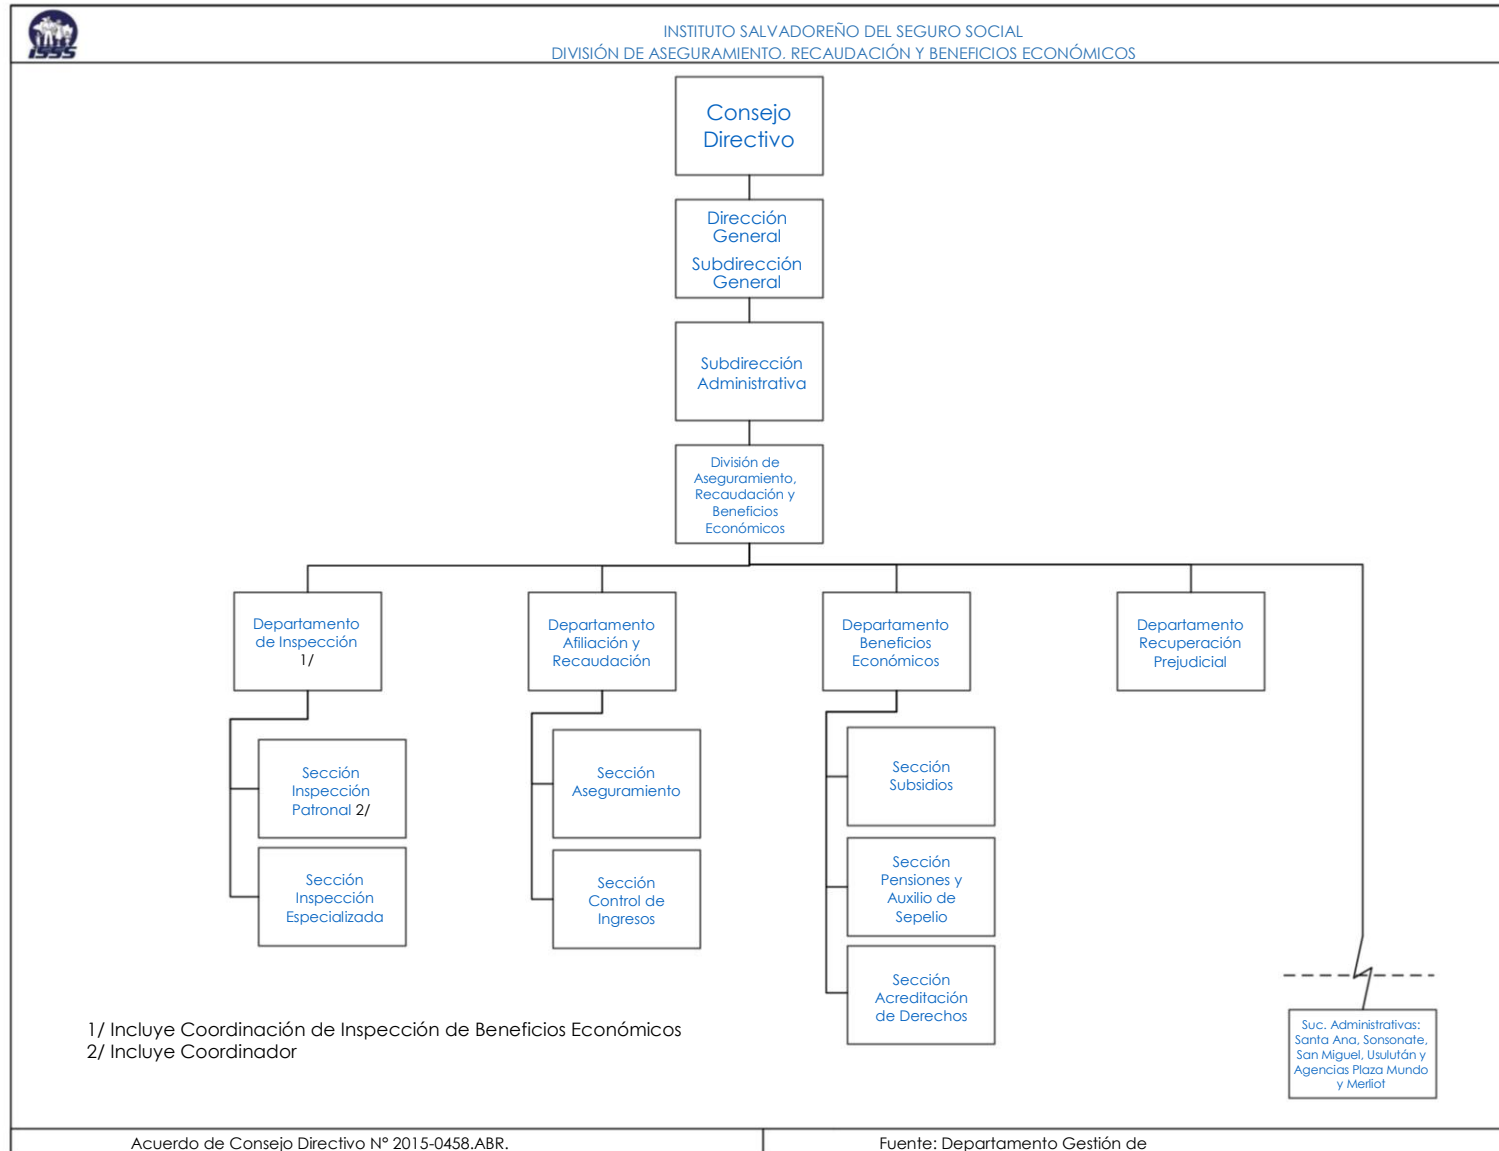 ISSS
INSTITUTO SALVADOREÑO DEL SEGURO SOCIAL
DIVISIÓN DE ASEGURAMIENTO. RECAUDACIÓN Y BENEFICIOS ECONÓMICOS
Consejo
Directivo
Dirección
General
Subdirección
General
Subdirección
Administrativa
División de
Aseguramiento,
Recaudación y
Beneficios
Económicos
Departamento
de Inspección
1/
Departamento
Afiliación y
Recaudación
Departamento
Beneficios
Económicos
Departamento
Recuperación
Prejudicial
Sección
Inspección
Patronal 2/
Sección
Inspección
Especializada
Sección
Aseguramiento
Sección
Control de
Ingresos
Sección
Subsidios
Sección
Pensiones y
Auxilio de
Sepelio
Sección
Acreditación
de Derechos
Suc. Administrativas:
Santa Ana, Sonsonate,
San Miguel, Usulután y
Agencias Plaza Mundo
y Merliot
1/ Incluye Coordinación de Inspección de Beneficios Económicos
2/ Incluye Coordinador
Acuerdo de Consejo Directivo N° 2015-0458.ABR.
Fuente: Departamento Gestión de